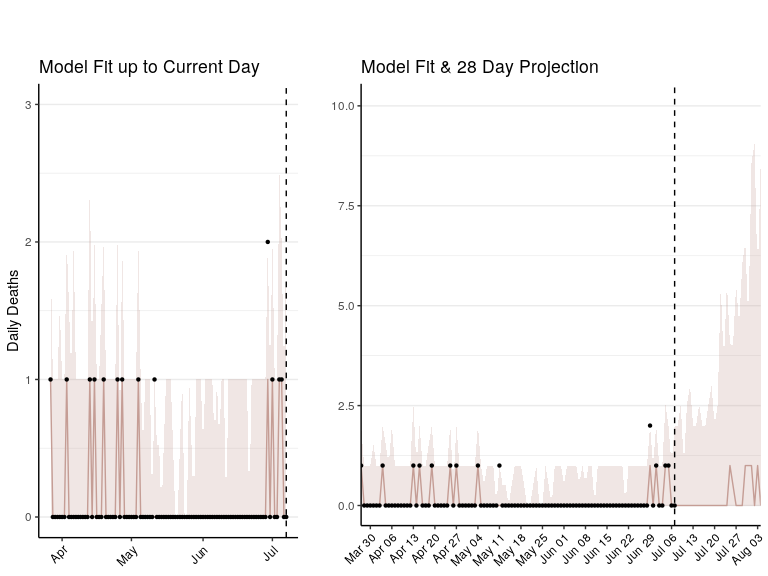 Model Fit up to Current Day
Model Fit & 28 Day Projection
Daily Deaths
3
2
1
0
Apr
May
Jun
Jul
10.0
7.5
5.0
2.5
0.0
Mar 30
Apr 06
Apr 13
Apr 20
Apr 27
May 04
May 11
May 18
May 25
Jun 01
Jun 08
Jun 15
Jun 22
Jun 29
Jul 06
Jul 13
Jul 20
Jul 27
Aug 03